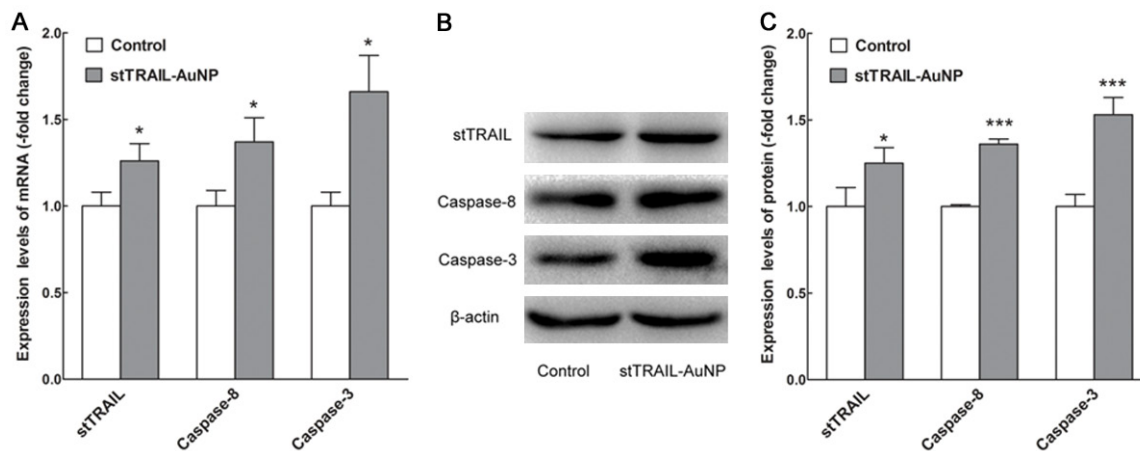 A
Expression levels of mRNA (-fold change)
2.0
1.5
1.0
0.5
0.0
Control
stTRAIL-AuNP
*
*
*
stTRAIL
Caspase-8
Caspase-3
B
stTRAIL
Caspase-8
Caspase-3
β-actin
Control stTRAIL-AuNP
C
Expression levels of protein (-fold change)
2.0
1.5
1.0
0.5
0.0
Control
stTRAIL-AuNP
*
***
***
stTRAIL
Caspase-8
Caspase-3